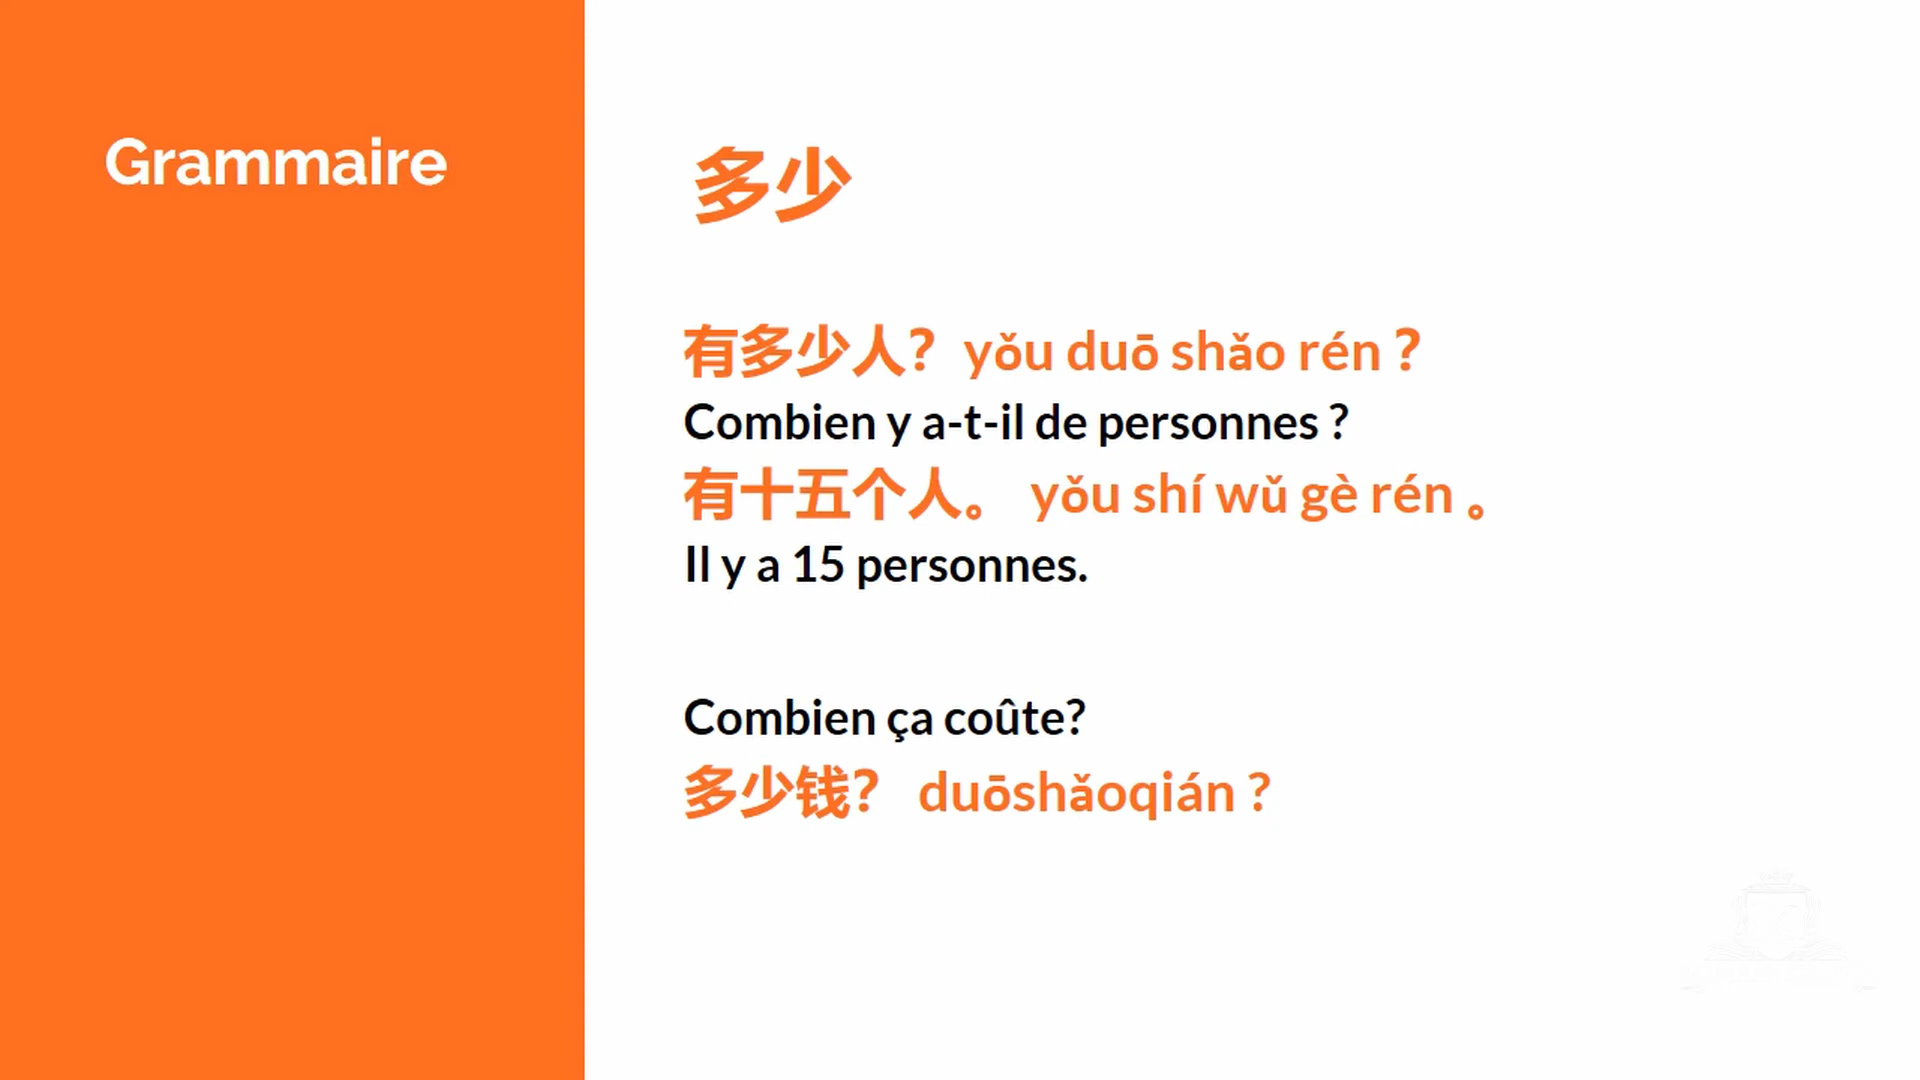 Grammaire
多少
有多少人？ yǒu duō shǎo rén ？
Combien y a-t-il de personnes ?
有十五个人。 yǒu shí wǔ gè rén 。
Il y a 15 personnes.
Combien ça coûte?
多少钱？ duōshǎoqián ?